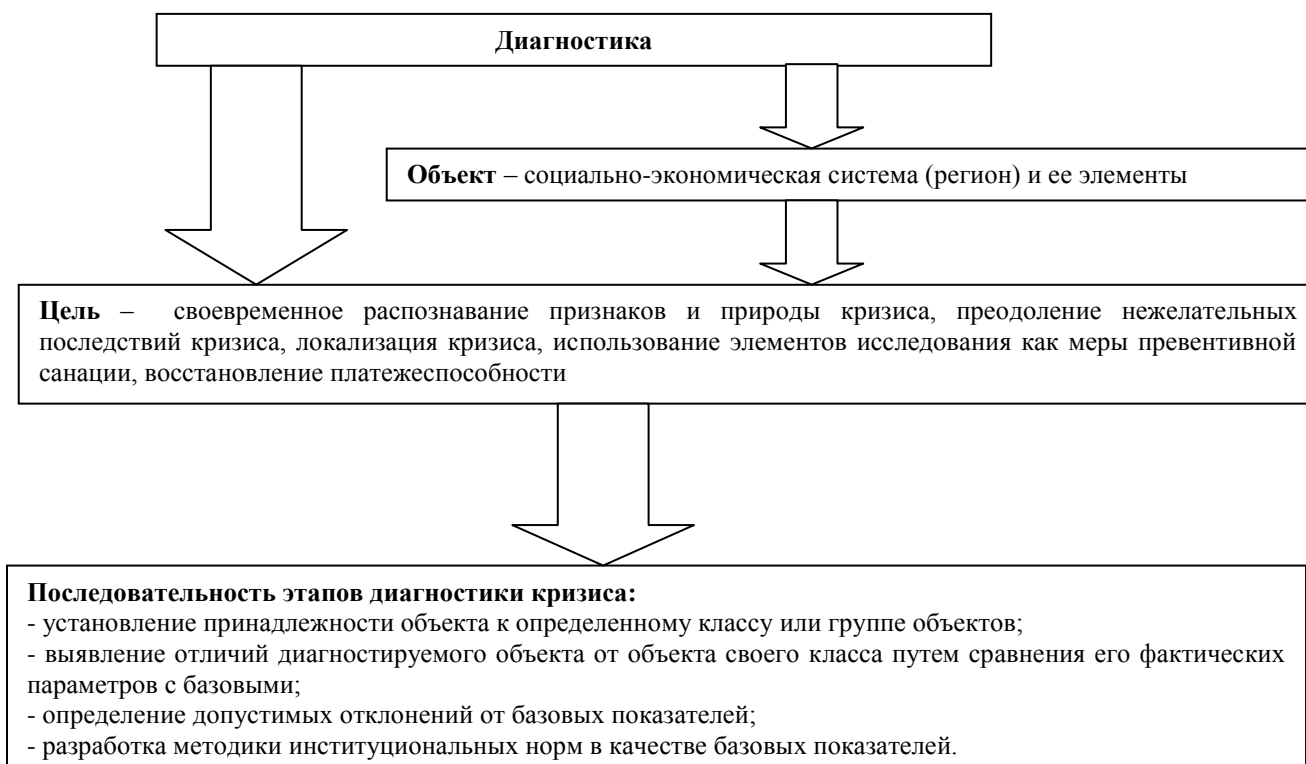 Диагностика
Объект – социально-экономическая система (регион) и ее элементы
Цель – своевременное распознавание признаков и природы кризиса, преодоление нежелательных
последствий кризиса, локализация кризиса, использование элементов исследования как меры превентивной
санации, восстановление платежеспособности
Последовательность этапов диагностики кризиса:
- установление принадлежности объекта к определенному классу или группе объектов;
- выявление отличий диагностируемого объекта от объекта своего класса путем сравнения его фактических
параметров с базовыми;
- определение допустимых отклонений от базовых показателей;
- разработка методики институциональных норм в качестве базовых показателей.